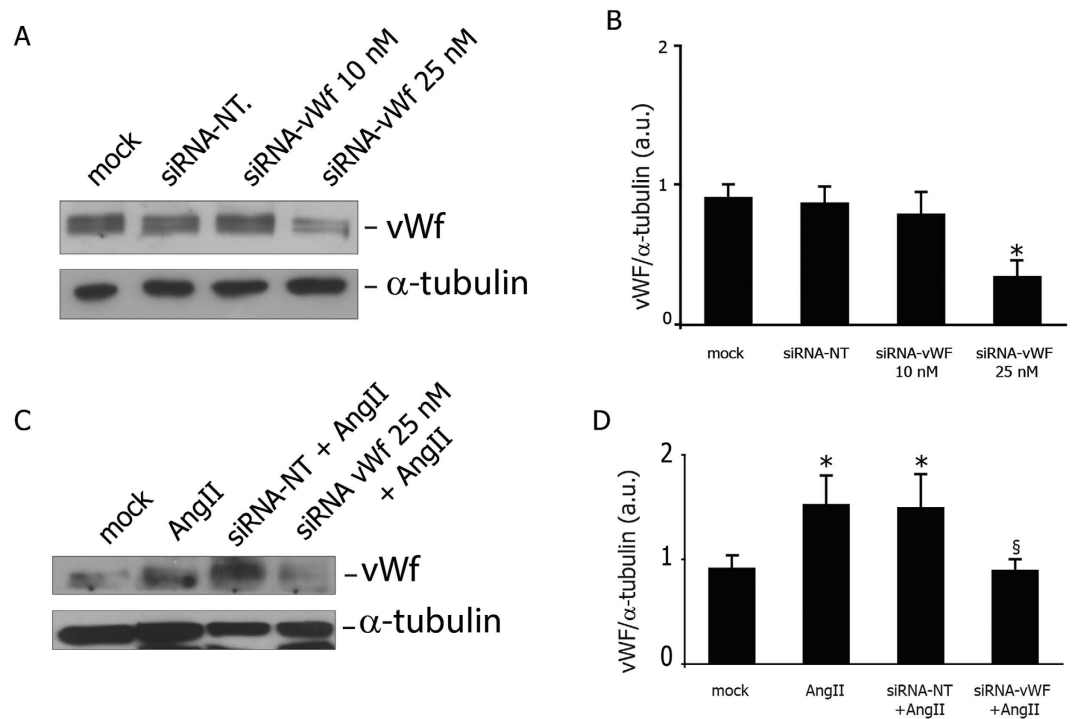 A
mock
siRNA-NT.
siRNA-vWf 10 nM
siRNA-vWf 25 nM
– vWf
– α-tubulin
B
vWF/α-tubulin (a.u.)
2
1
0
*
mock
siRNA-NT
siRNA-vWF
10 nM
siRNA-vWF
25 nM
C
mock
AngII
siRNA-NT + AngII
siRNA vWf 25 nM
+ AngII
–vWf
–α-tubulin
D
vWF/α-tubulin (a.u.)
2
1
0
*
*
§
mock
AngII
siRNA-NT
+AngII
siRNA-vWF
+AngII